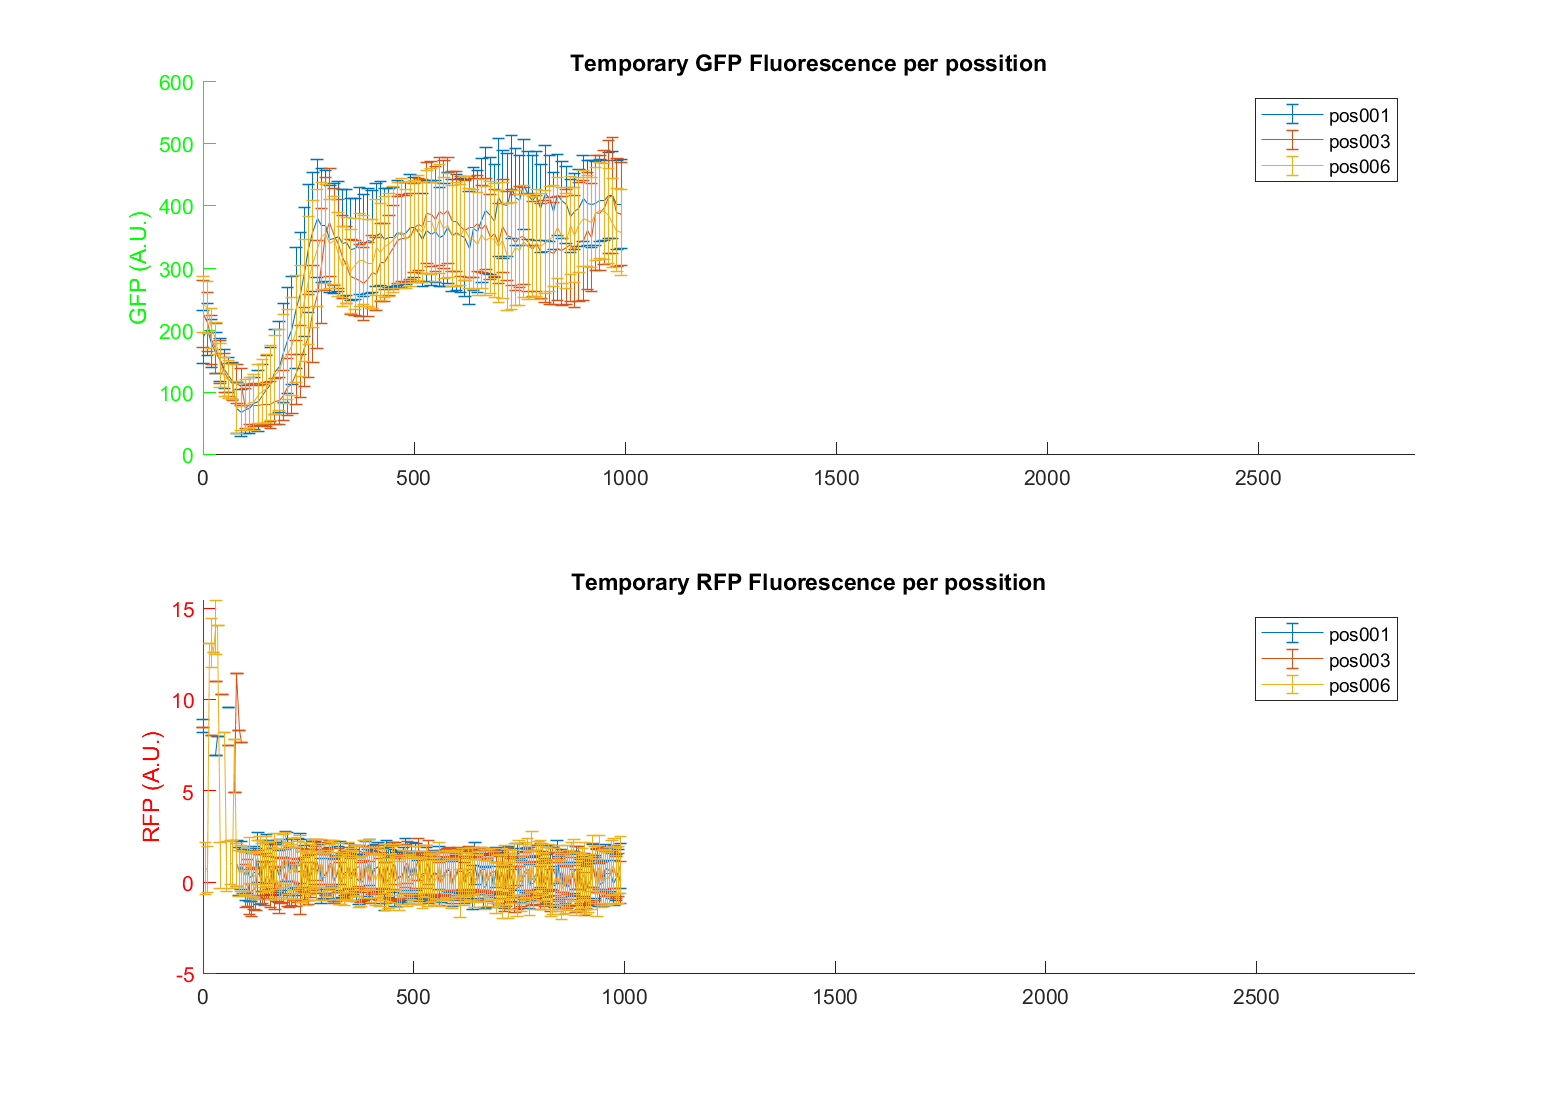 Temporary GFP Fluorescence per possition
600
500
400
300
200
100
0
GFP (A.U.)
0 500 1000 1500 2000 2500
pos001
pos003
pos006
Temporary RFP Fluorescence per possition
15
10
5
0
-5
RFP (A.U.)
0 500 1000 1500 2000 2500
pos001
pos003
pos006